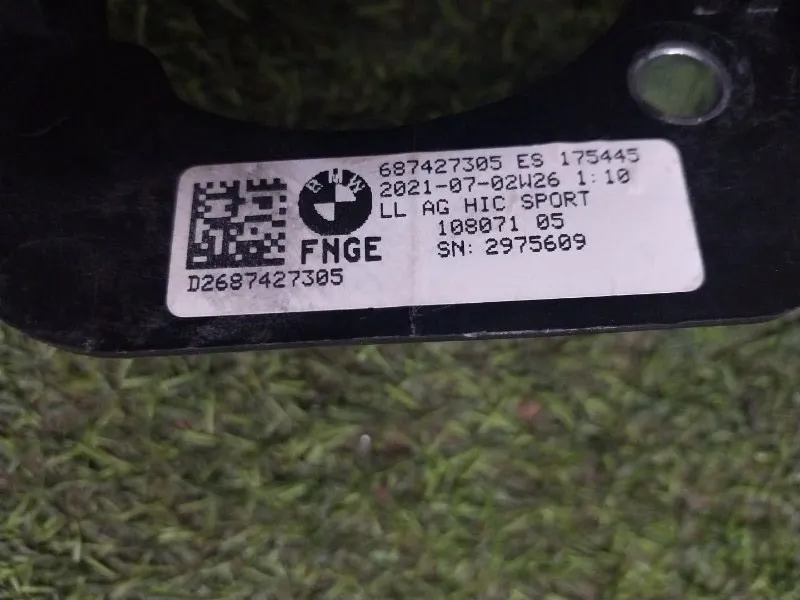 687427305 ES 175445
2021-07-02W26 1:10
LL AG HIC SPORT
108071 05
SN: 2975609
BMW
FNGE
D2687427305